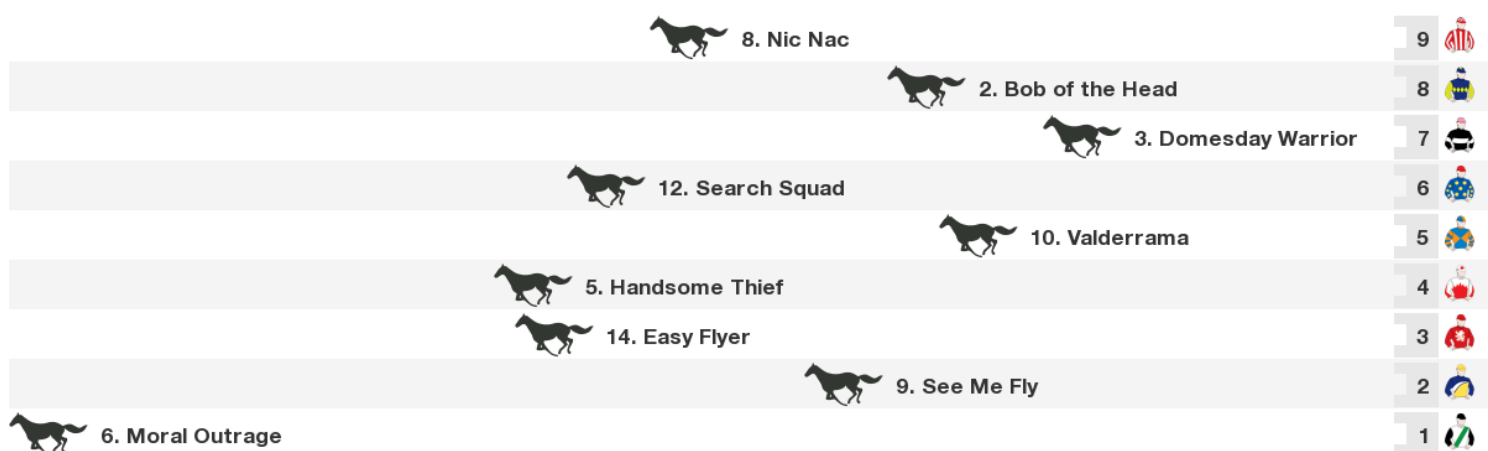 8. Nic Nac 9
2. Bob of the Head 8
3. Domesday Warrior 7
12. Search Squad 6
10. Valderrama 5
5. Handsome Thief 4
14. Easy Flyer 3
9. See Me Fly 2
6. Moral Outrage 1